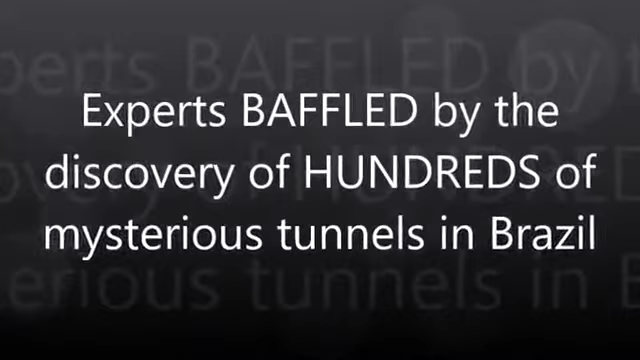 Experts BAFFLED by the
discovery of HUNDREDS of
mysterious tunnels in Brazil